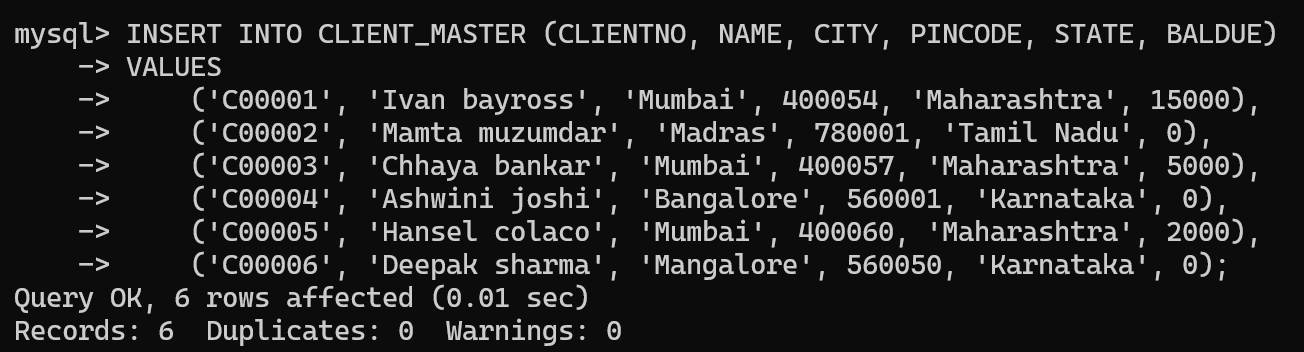 mysql> INSERT INTO CLIENT_MASTER (CLIENTNO, NAME, CITY, PINCODE, STATE, BALDUE)
    -> VALUES
    ->     ('C00001', 'Ivan bayross', 'Mumbai', 400054, 'Maharashtra', 15000),
    ->     ('C00002', 'Mamta muzumdar', 'Madras', 780001, 'Tamil Nadu', 0),
    ->     ('C00003', 'Chhaya bankar', 'Mumbai', 400057, 'Maharashtra', 5000),
    ->     ('C00004', 'Ashwini joshi', 'Bangalore', 560001, 'Karnataka', 0),
    ->     ('C00005', 'Hansel colaco', 'Mumbai', 400060, 'Maharashtra', 2000),
    ->     ('C00006', 'Deepak sharma', 'Mangalore', 560050, 'Karnataka', 0);
Query OK, 6 rows affected (0.01 sec)
Records: 6  Duplicates: 0  Warnings: 0